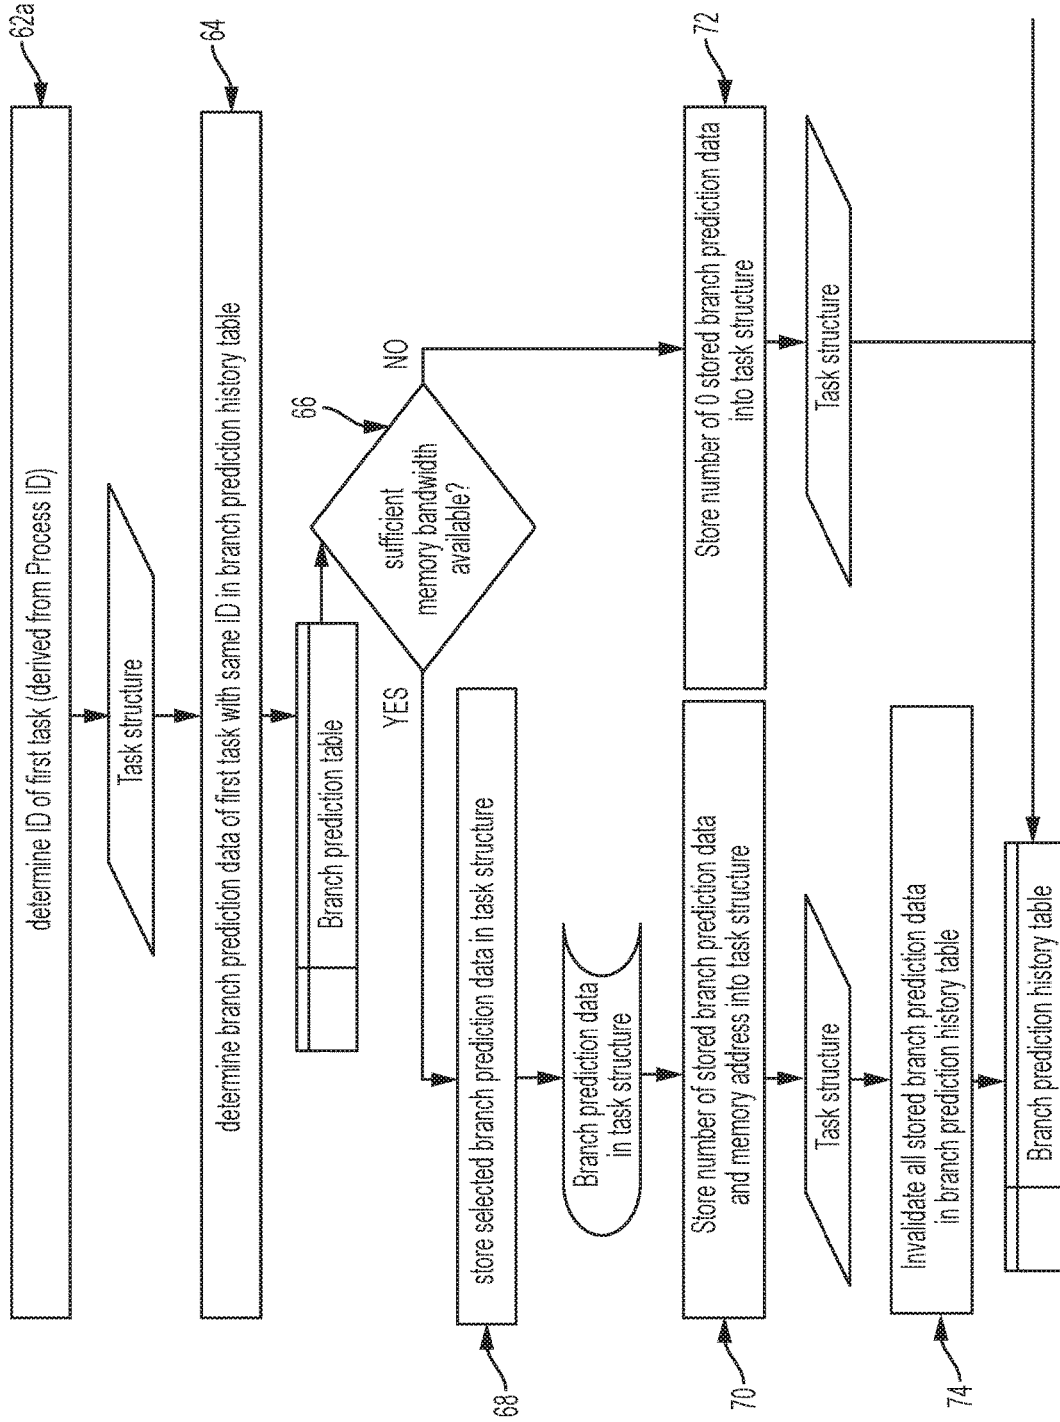 62a
determine ID of first task (derived from Process ID)
Task structure
64
determine branch prediction data of first task with same ID in branch prediction history table
Branch prediction table
66
sufficient
memory bandwidth
available?
YES
NO
68
store selected branch prediction data in task structure
Branch prediction data
in task structure
70
Store number of stored branch prediction data
and memory address into task structure
72
Store number of 0 stored branch prediction data
into task structure
Task structure
Task structure
74
Invalidate all stored branch prediction data
in branch prediction history table
Branch prediction history table